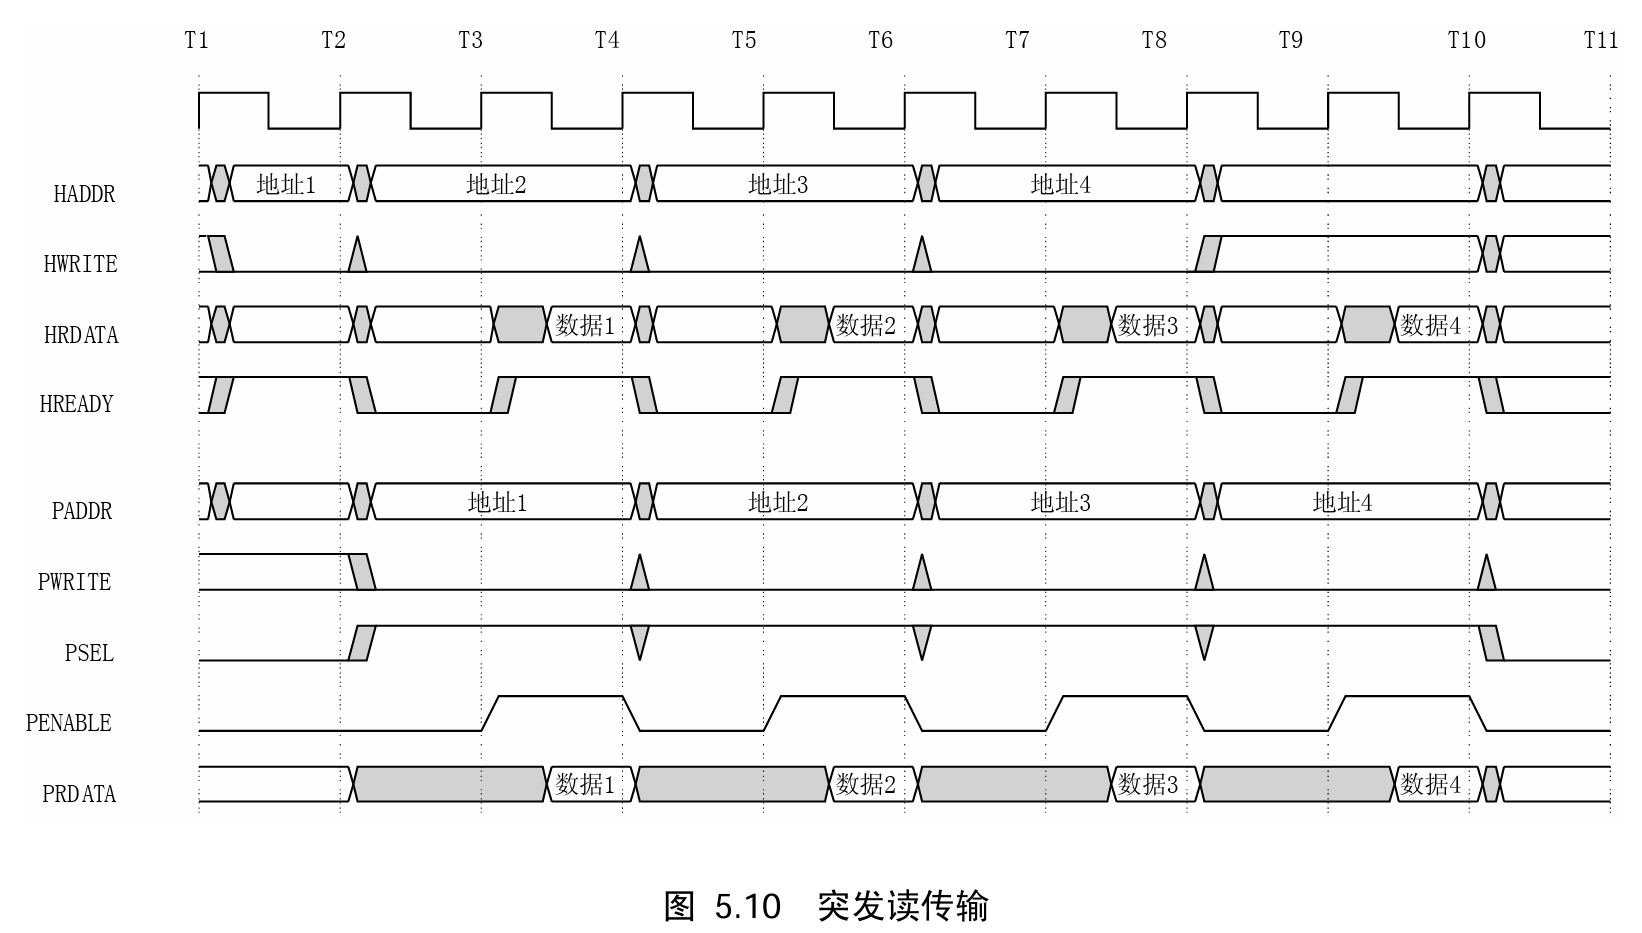 T1 T2 T3 T4 T5 T6 T7 T8 T9 T10 T11
HADDR 地址1 地址2 地址3 地址4
HWRITE
HRDATA 数据1 数据2 数据3 数据4
HREADY
PADDR 地址1 地址2 地址3 地址4
PWRITE
PSEL
PENABLE
PRDATA 数据1 数据2 数据3 数据4
图 5.10 突发读传输